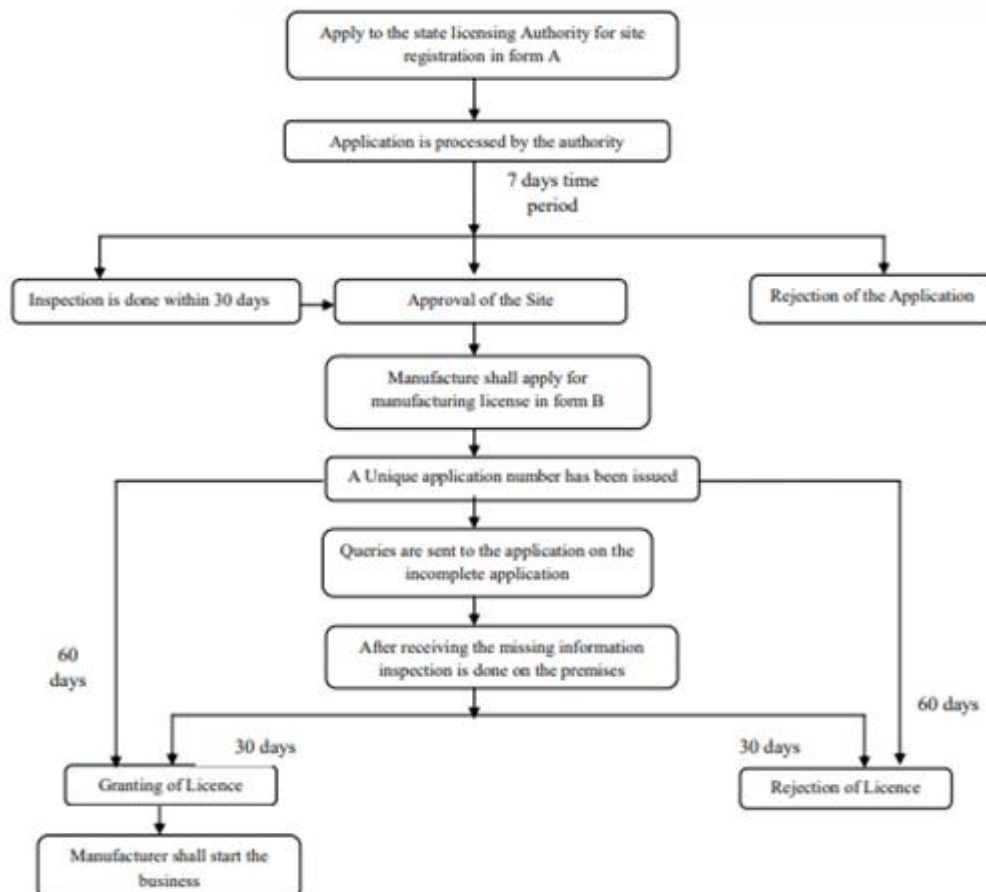 Apply to the state licensing Authority for site
registration in form A
Application is processed by the authority
7 days time
period
Inspection is done within 30 days
Approval of the Site
Rejection of the Application
Manufacture shall apply for
manufacturing license in form B
A Unique application number has been issued
Queries are sent to the application on the
incomplete application
After receiving the missing information
inspection is done on the premises
60
days
60 days
30 days
30 days
Granting of Licence
Rejection of Licence
Manufacturer shall start the
business